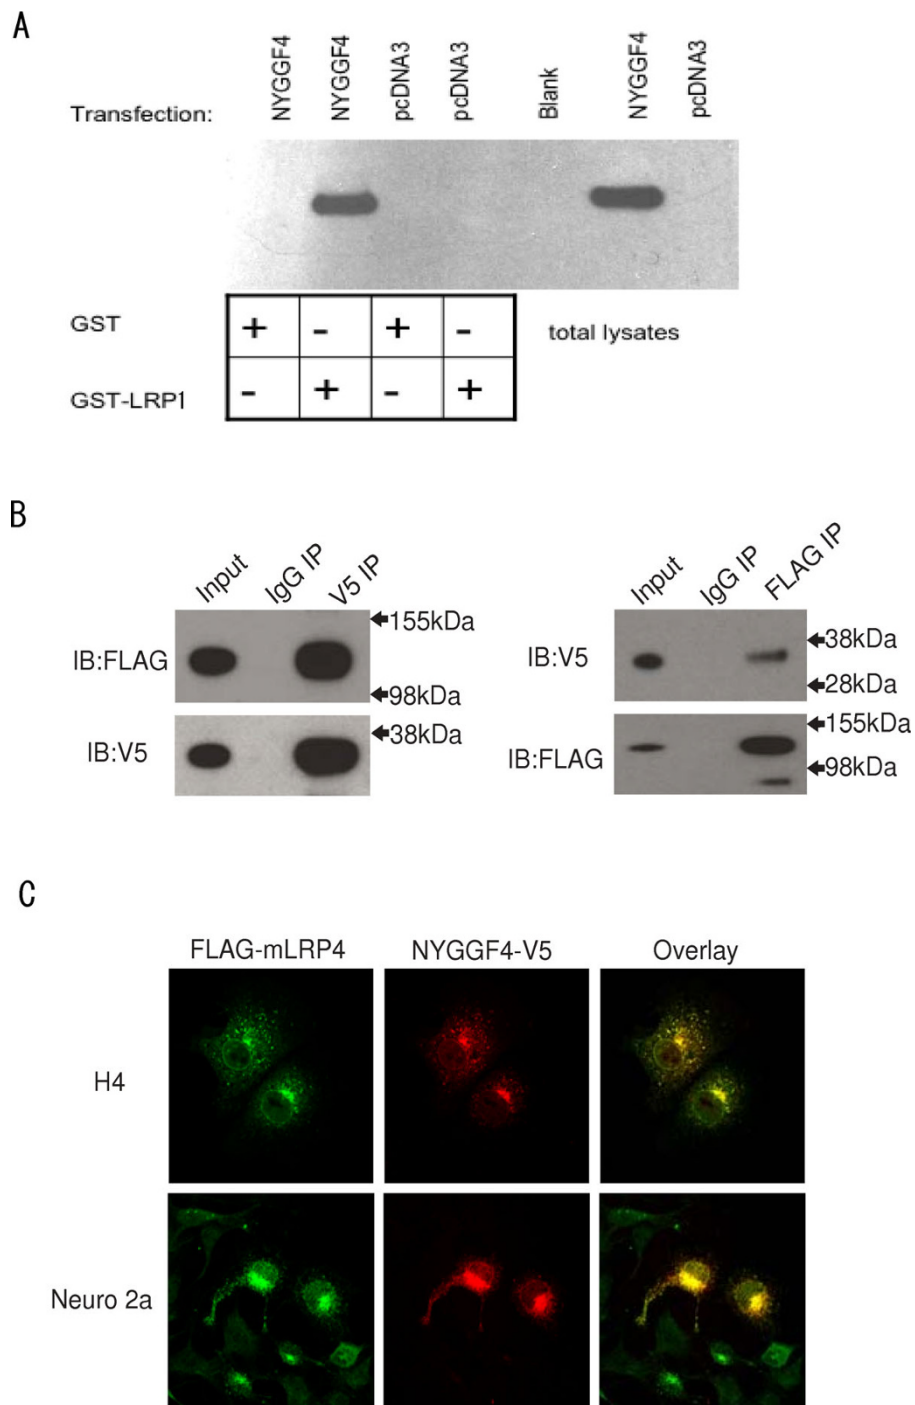 A
Transfection: NYGGF4 NYGGF4 pcDNA3 pcDNA3 Blank NYGGF4 pcDNA3
GST + - + - total lysates
GST-LRP1 - + - +
B
Input IgG IP V5 IP
IB:FLAG 155kDa
98kDa
IB:V5 38kDa
Input IgG IP FLAG IP
IB:V5 38kDa
28kDa
IB:FLAG 155kDa
98kDa
C
FLAG-mLRP4 NYGGF4-V5 Overlay
H4
Neuro 2a